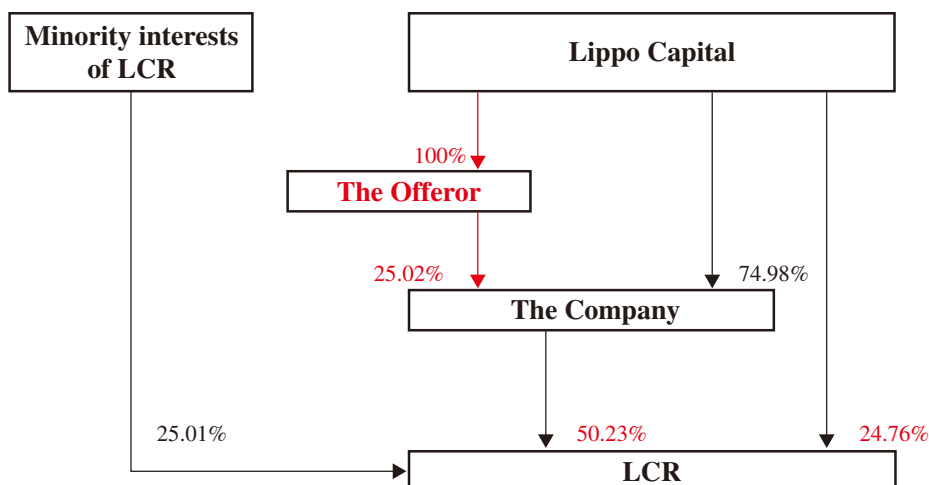 Minority interests
of LCR
Lippo Capital
100%
The Offeror
25.02%
74.98%
The Company
25.01%
50.23%
24.76%
LCR